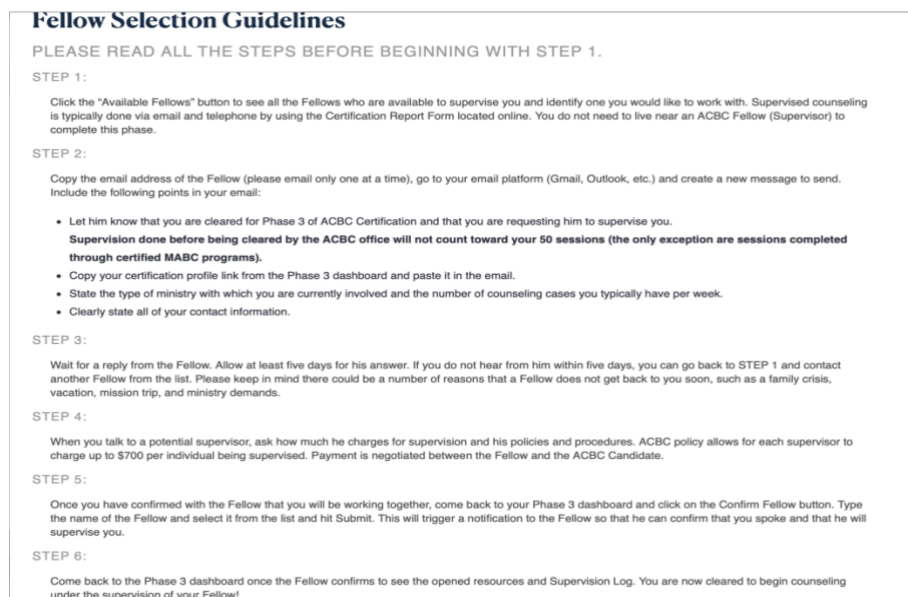 Fellow Selection Guidelines
PLEASE READ ALL THE STEPS BEFORE BEGINNING WITH STEP 1.
STEP 1:
Click the "Available Fellows" button to see all the Fellows who are available to supervise you and identify one you would like to work with. Supervised counseling
is typically done via email and telephone by using the Certification Report Form located online. You do not need to live near an ACBC Fellow (Supervisor) to
complete this phase.
STEP 2:
Copy the email address of the Fellow (please email only one at a time), go to your email platform (Gmail, Outlook, etc.) and create a new message to send.
Include the following points in your email:
• Let him know that you are cleared for Phase 3 of ACBC Certification and that you are requesting him to supervise you.
Supervision done before being cleared by the ACBC office will not count toward your 50 sessions (the only exception are sessions completed
through certified MABC programs).
• Copy your certification profile link from the Phase 3 dashboard and paste it in the email.
• State the type of ministry with which you are currently involved and the number of counseling cases you typically have per week.
• Clearly state all of your contact information.
STEP 3:
Wait for a reply from the Fellow. Allow at least five days for his answer. If you do not hear from him within five days, you can go back to STEP 1 and contact
another Fellow from the list. Please keep in mind there could be a number of reasons that a Fellow does not get back to you soon, such as a family crisis,
vacation, mission trip, and ministry demands.
STEP 4:
When you talk to a potential supervisor, ask how much he charges for supervision and his policies and procedures. ACBC policy allows for each supervisor to
charge up to $700 per individual being supervised. Payment is negotiated between the Fellow and the ACBC Candidate.
STEP 5:
Once you have confirmed with the Fellow that you will be working together, come back to your Phase 3 dashboard and click on the Confirm Fellow button. Type
the name of the Fellow and select it from the list and hit Submit. This will trigger a notification to the Fellow so that he can confirm that you spoke and that he will
supervise you.
STEP 6:
Come back to the Phase 3 dashboard once the Fellow confirms to see the opened resources and Supervision Log. You are now cleared to begin counseling
under the supervision of your Fellow!